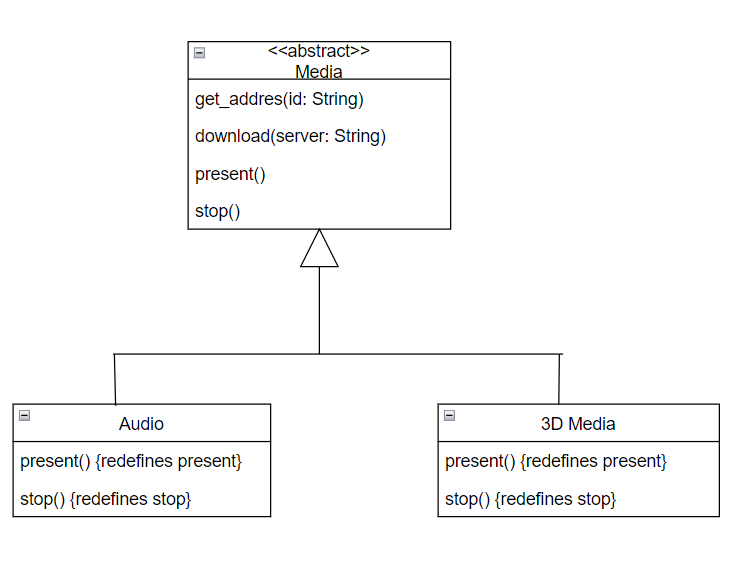 <<abstract>>
Media
get_addres(id: String)
download(server: String)
present()
stop()
Audio
present() {redefines present}
stop() {redefines stop}
3D Media
present() {redefines present}
stop() {redefines stop}